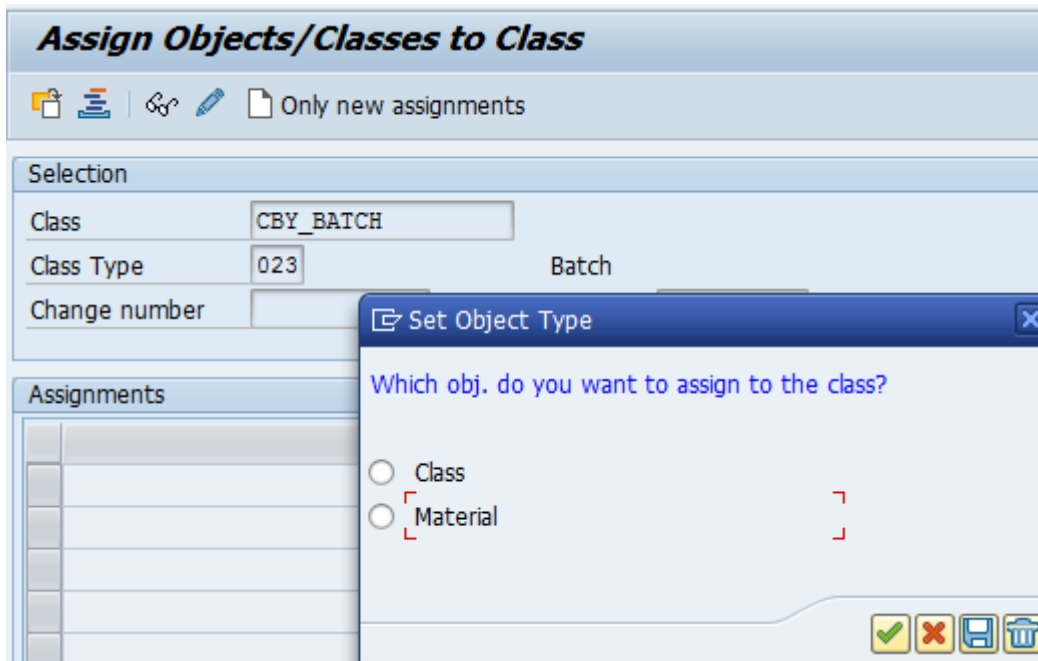 Assign Objects/Classes to Class
Only new assignments
Selection
Class CBY_BATCH
Class Type 023 Batch
Change number
Set Object Type
Which obj. do you want to assign to the class?
Assignments
Class
Material